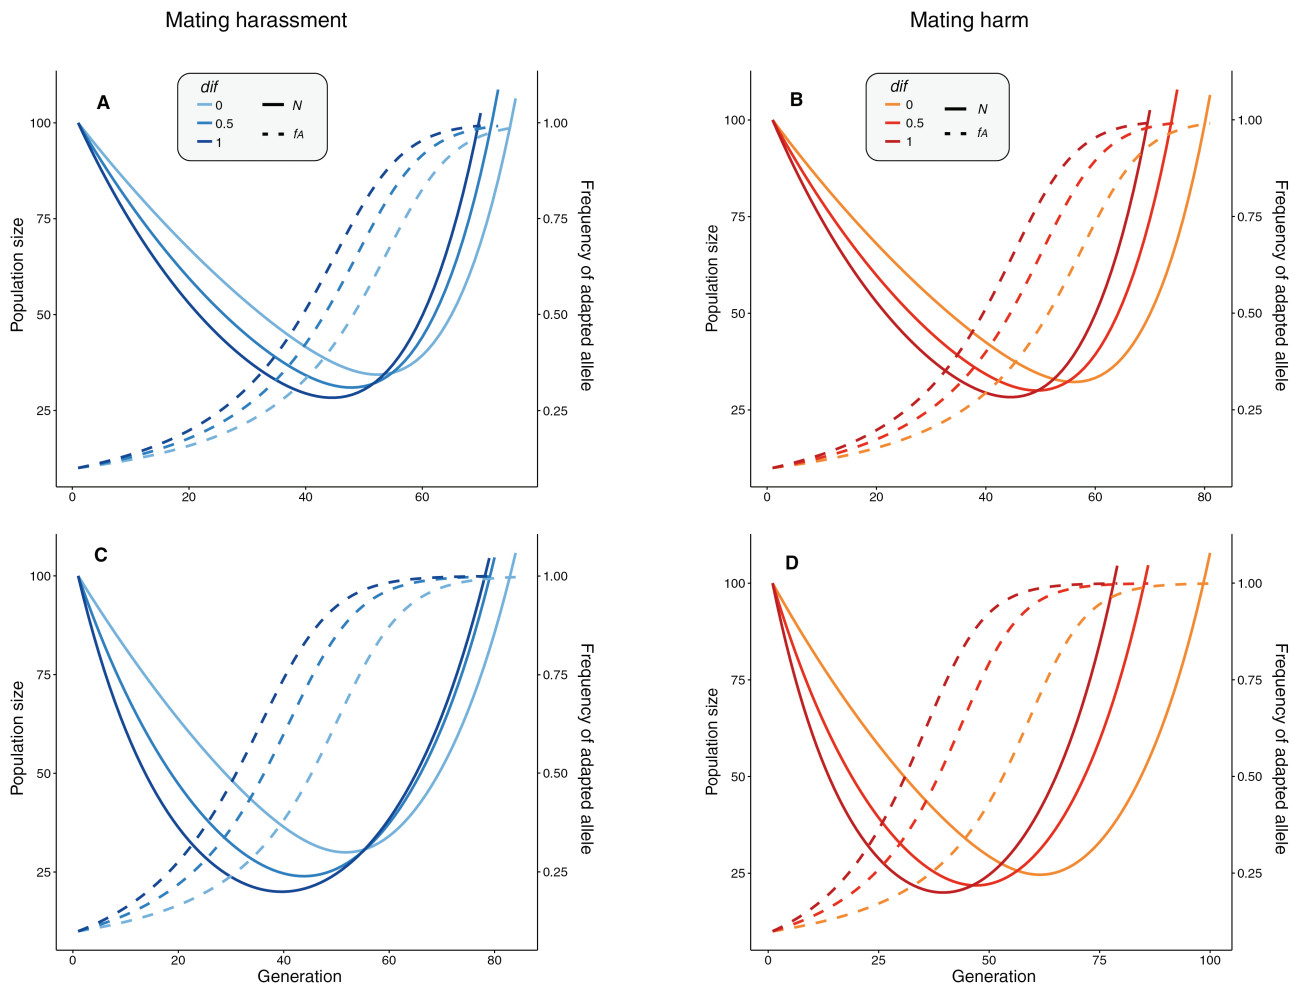 Mating harassment
Mating harm
A
dif
0
0.5
1
N
fA
100
75
50
25
1.00
0.75
0.50
0.25
0 20 40 60
Population size
Frequency of adapted allele
B
dif
0
0.5
1
N
fA
100
75
50
25
1.00
0.75
0.50
0.25
0 20 40 60 80
Population size
Frequency of adapted allele
C
100
75
50
25
1.00
0.75
0.50
0.25
0 20 40 60 80
Population size
Frequency of adapted allele
Generation
D
100
75
50
25
1.00
0.75
0.50
0.25
0 25 50 75 100
Population size
Frequency of adapted allele
Generation